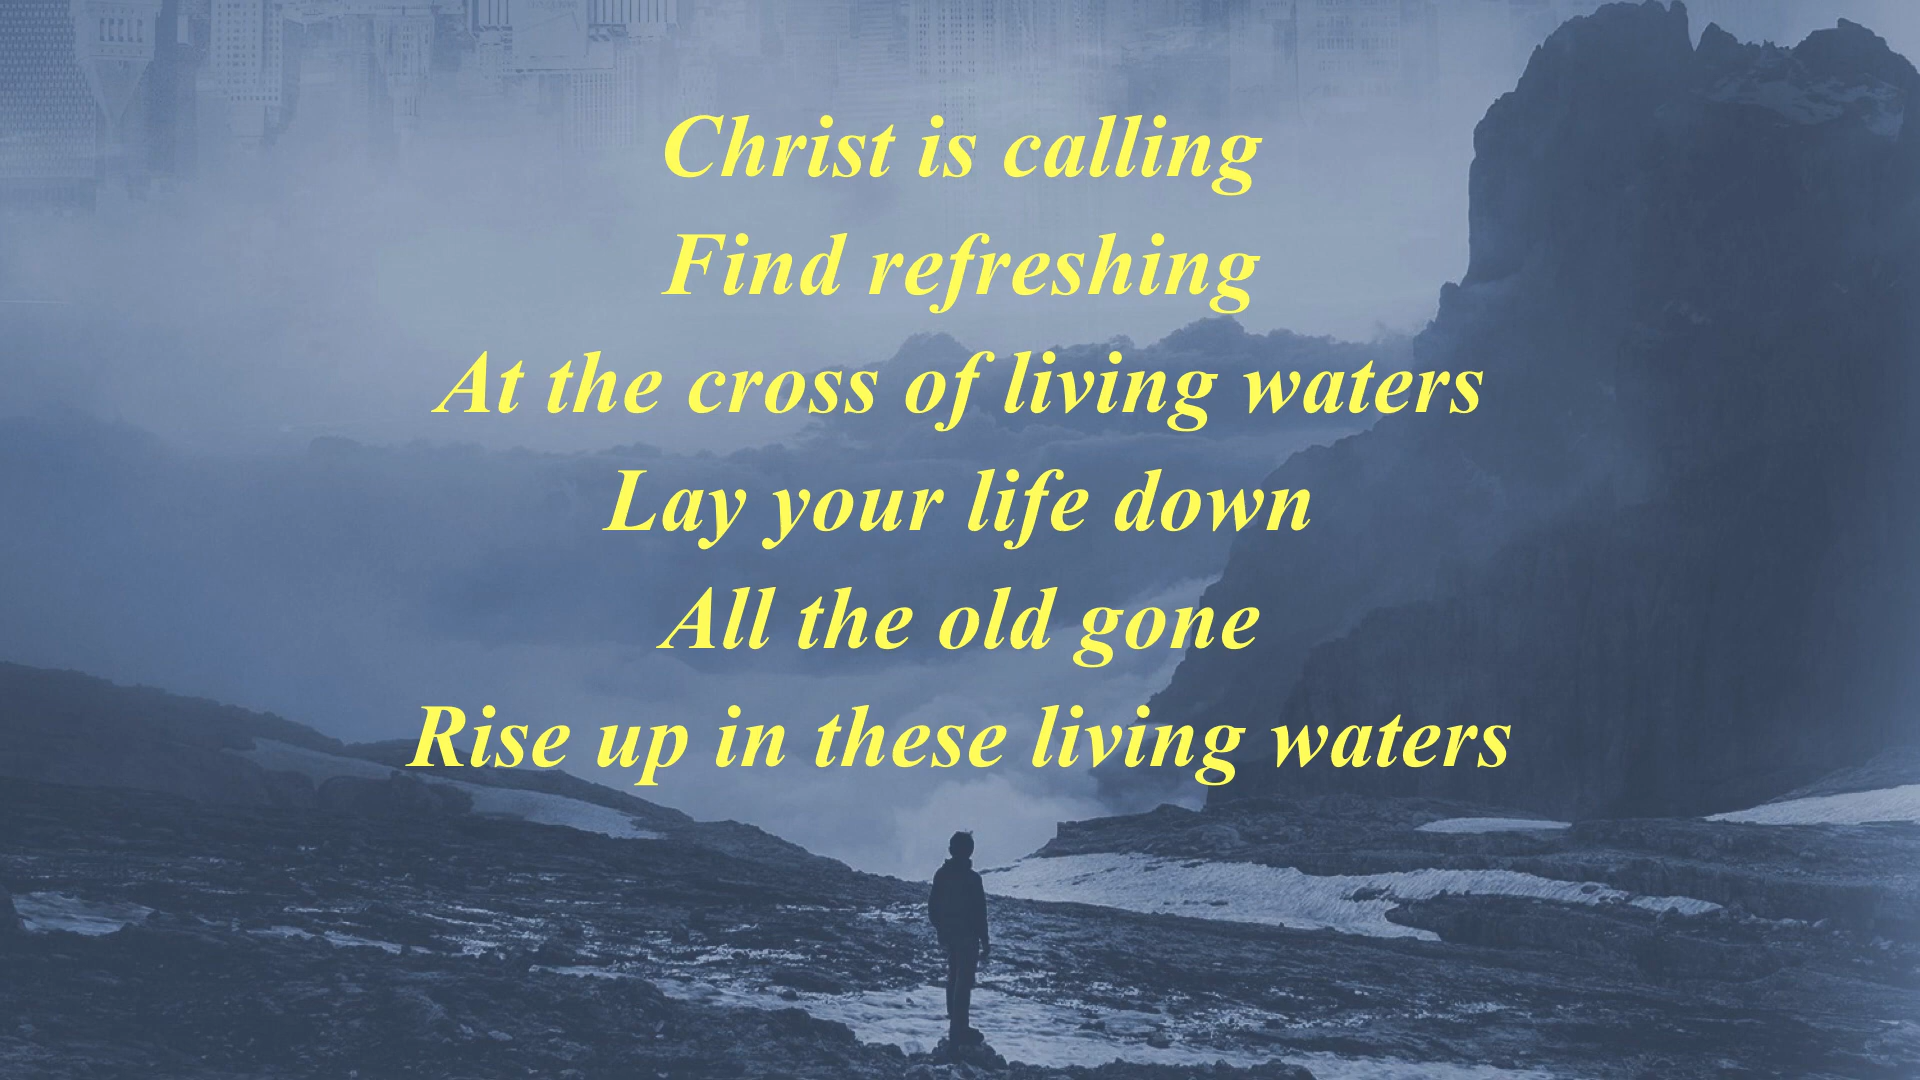 Christ is calling
Find refreshing
At the cross of living waters
Lay your life down
All the old gone
Rise up in these living waters